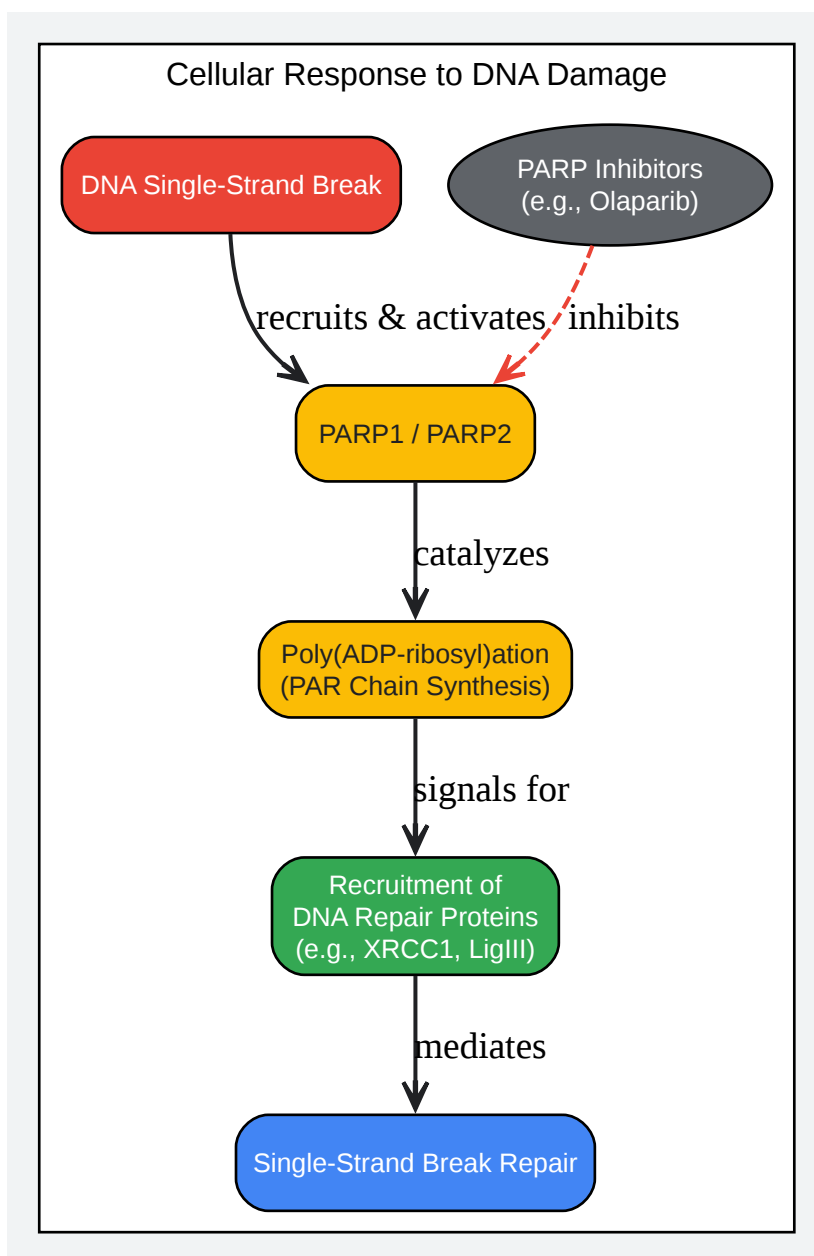 Cellular Response to DNA Damage
DNA Single-Strand Break
PARP Inhibitors
(e.g., Olaparib)
recruits & activates
inhibits
PARP1 / PARP2
catalyzes
Poly(ADP-ribosyl)ation
(PAR Chain Synthesis)
signals for
Recruitment of
DNA Repair Proteins
(e.g., XRCC1, LigIII)
mediates
Single-Strand Break Repair